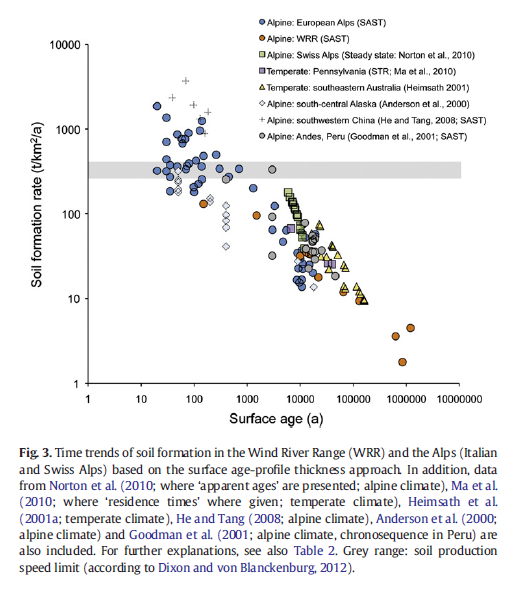 Alpine: European Alps (SAST)
Alpine: WRR (SAST)
Alpine: Swiss Alps (Steady state: Norton et al., 2010)
Temperate: Pennsylvania (STR; Ma et al., 2010)
Temperate: southeastern Australia (Heimsath 2001)
Alpine: south-central Alaska (Anderson et al., 2000)
Alpine: southwestern China (He and Tang, 2008; SAST)
Alpine: Andes, Peru (Goodman et al., 2001; SAST)
10000
1000
100
10
1
Soil formation rate (t/km²/a)
1 10 100 1000 10000 100000 1000000 10000000
Surface age (a)
Fig. 3. Time trends of soil formation in the Wind River Range (WRR) and the Alps (Italian
and Swiss Alps) based on the surface age-profile thickness approach. In addition, data
from Norton et al. (2010; where ‘apparent ages’ are presented; alpine climate), Ma et al.
(2010; where ‘residence times’ where given; temperate climate), Heimsath et al.
(2001a; temperate climate), He and Tang (2008; alpine climate), Anderson et al. (2000;
alpine climate) and Goodman et al. (2001; alpine climate, chronosequence in Peru) are
also included. For further explanations, see also Table 2. Grey range: soil production
speed limit (according to Dixon and von Blanckenburg, 2012).